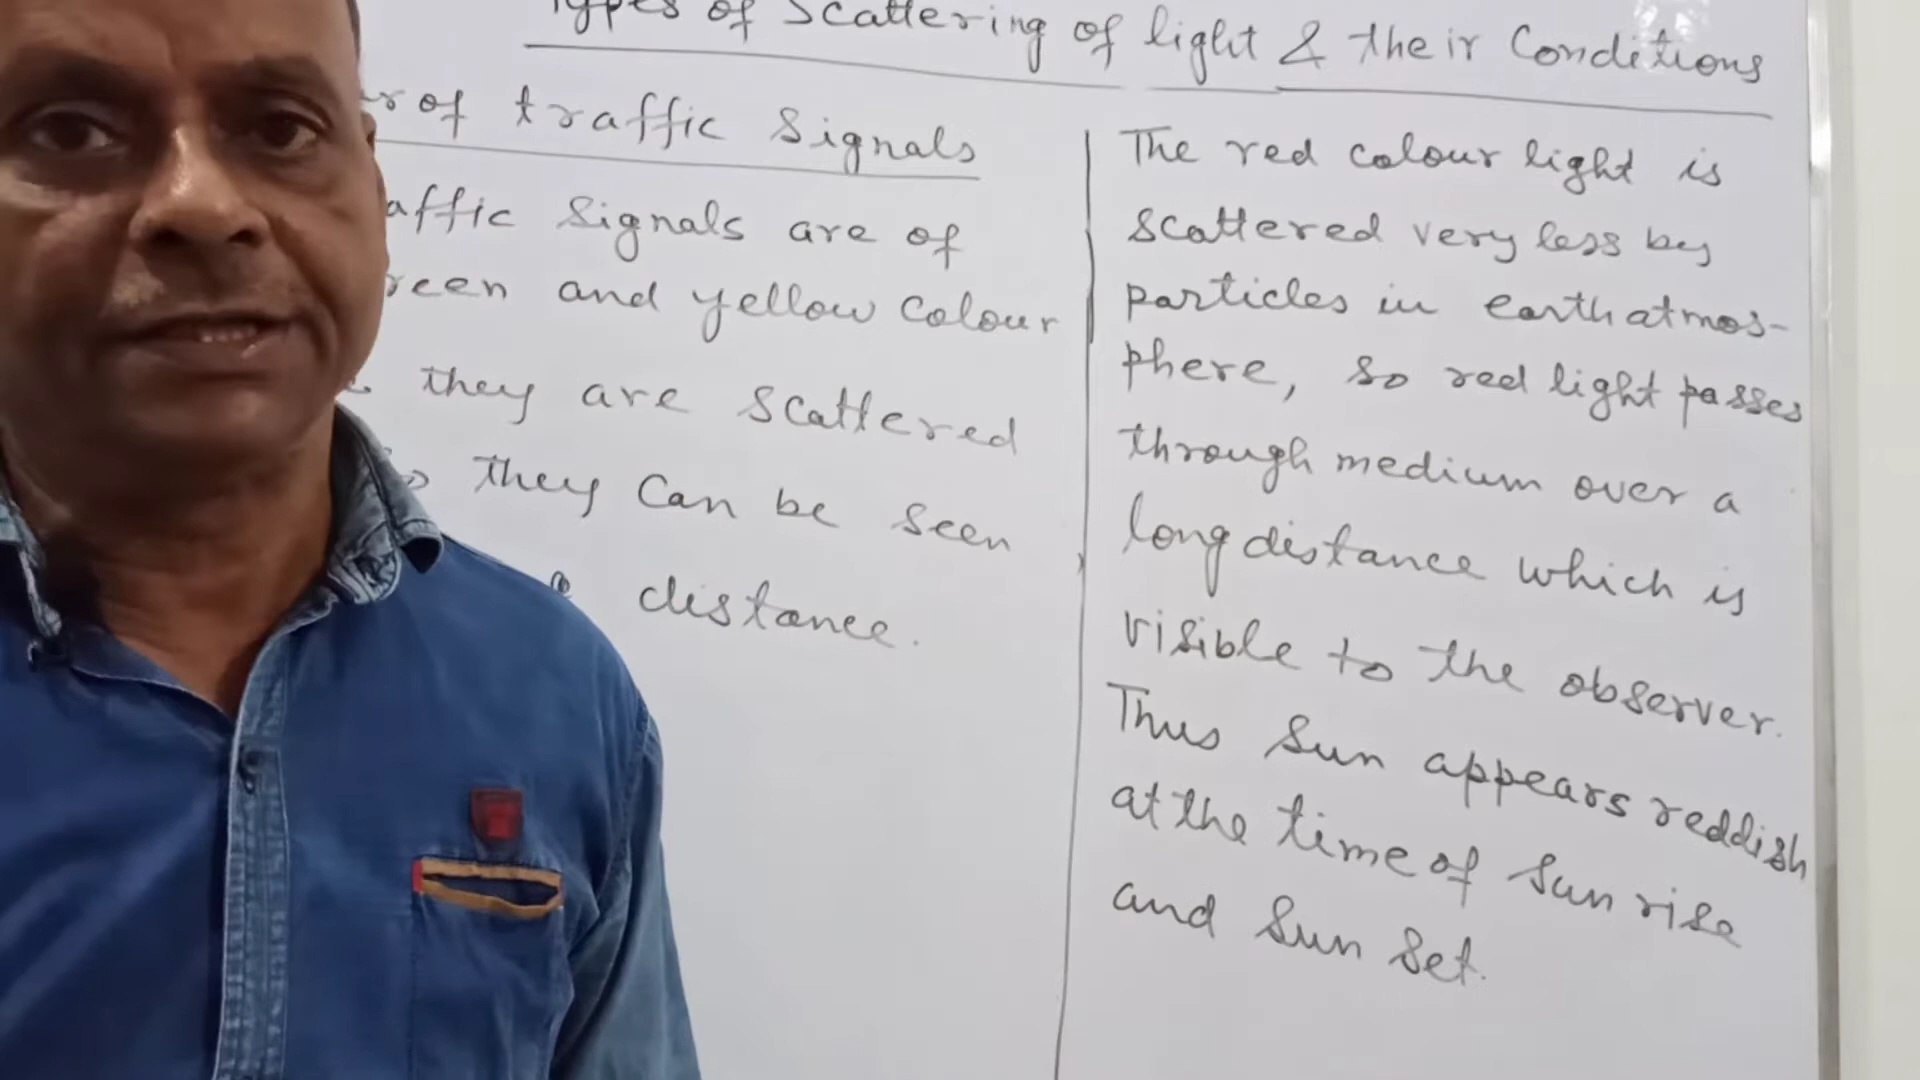 Types of Scattering of light & their Conditions
of traffic Signals
signals are of
and yellow colour
they are scattered
they can be seen
distance.
The red colour light is
scattered very less by
particles in earth atmos-
phere, so red light passes
through medium over a
long distance which is
visible to the observer.
Thus Sun appears reddish
at the time of Sun rise
and Sun Set.